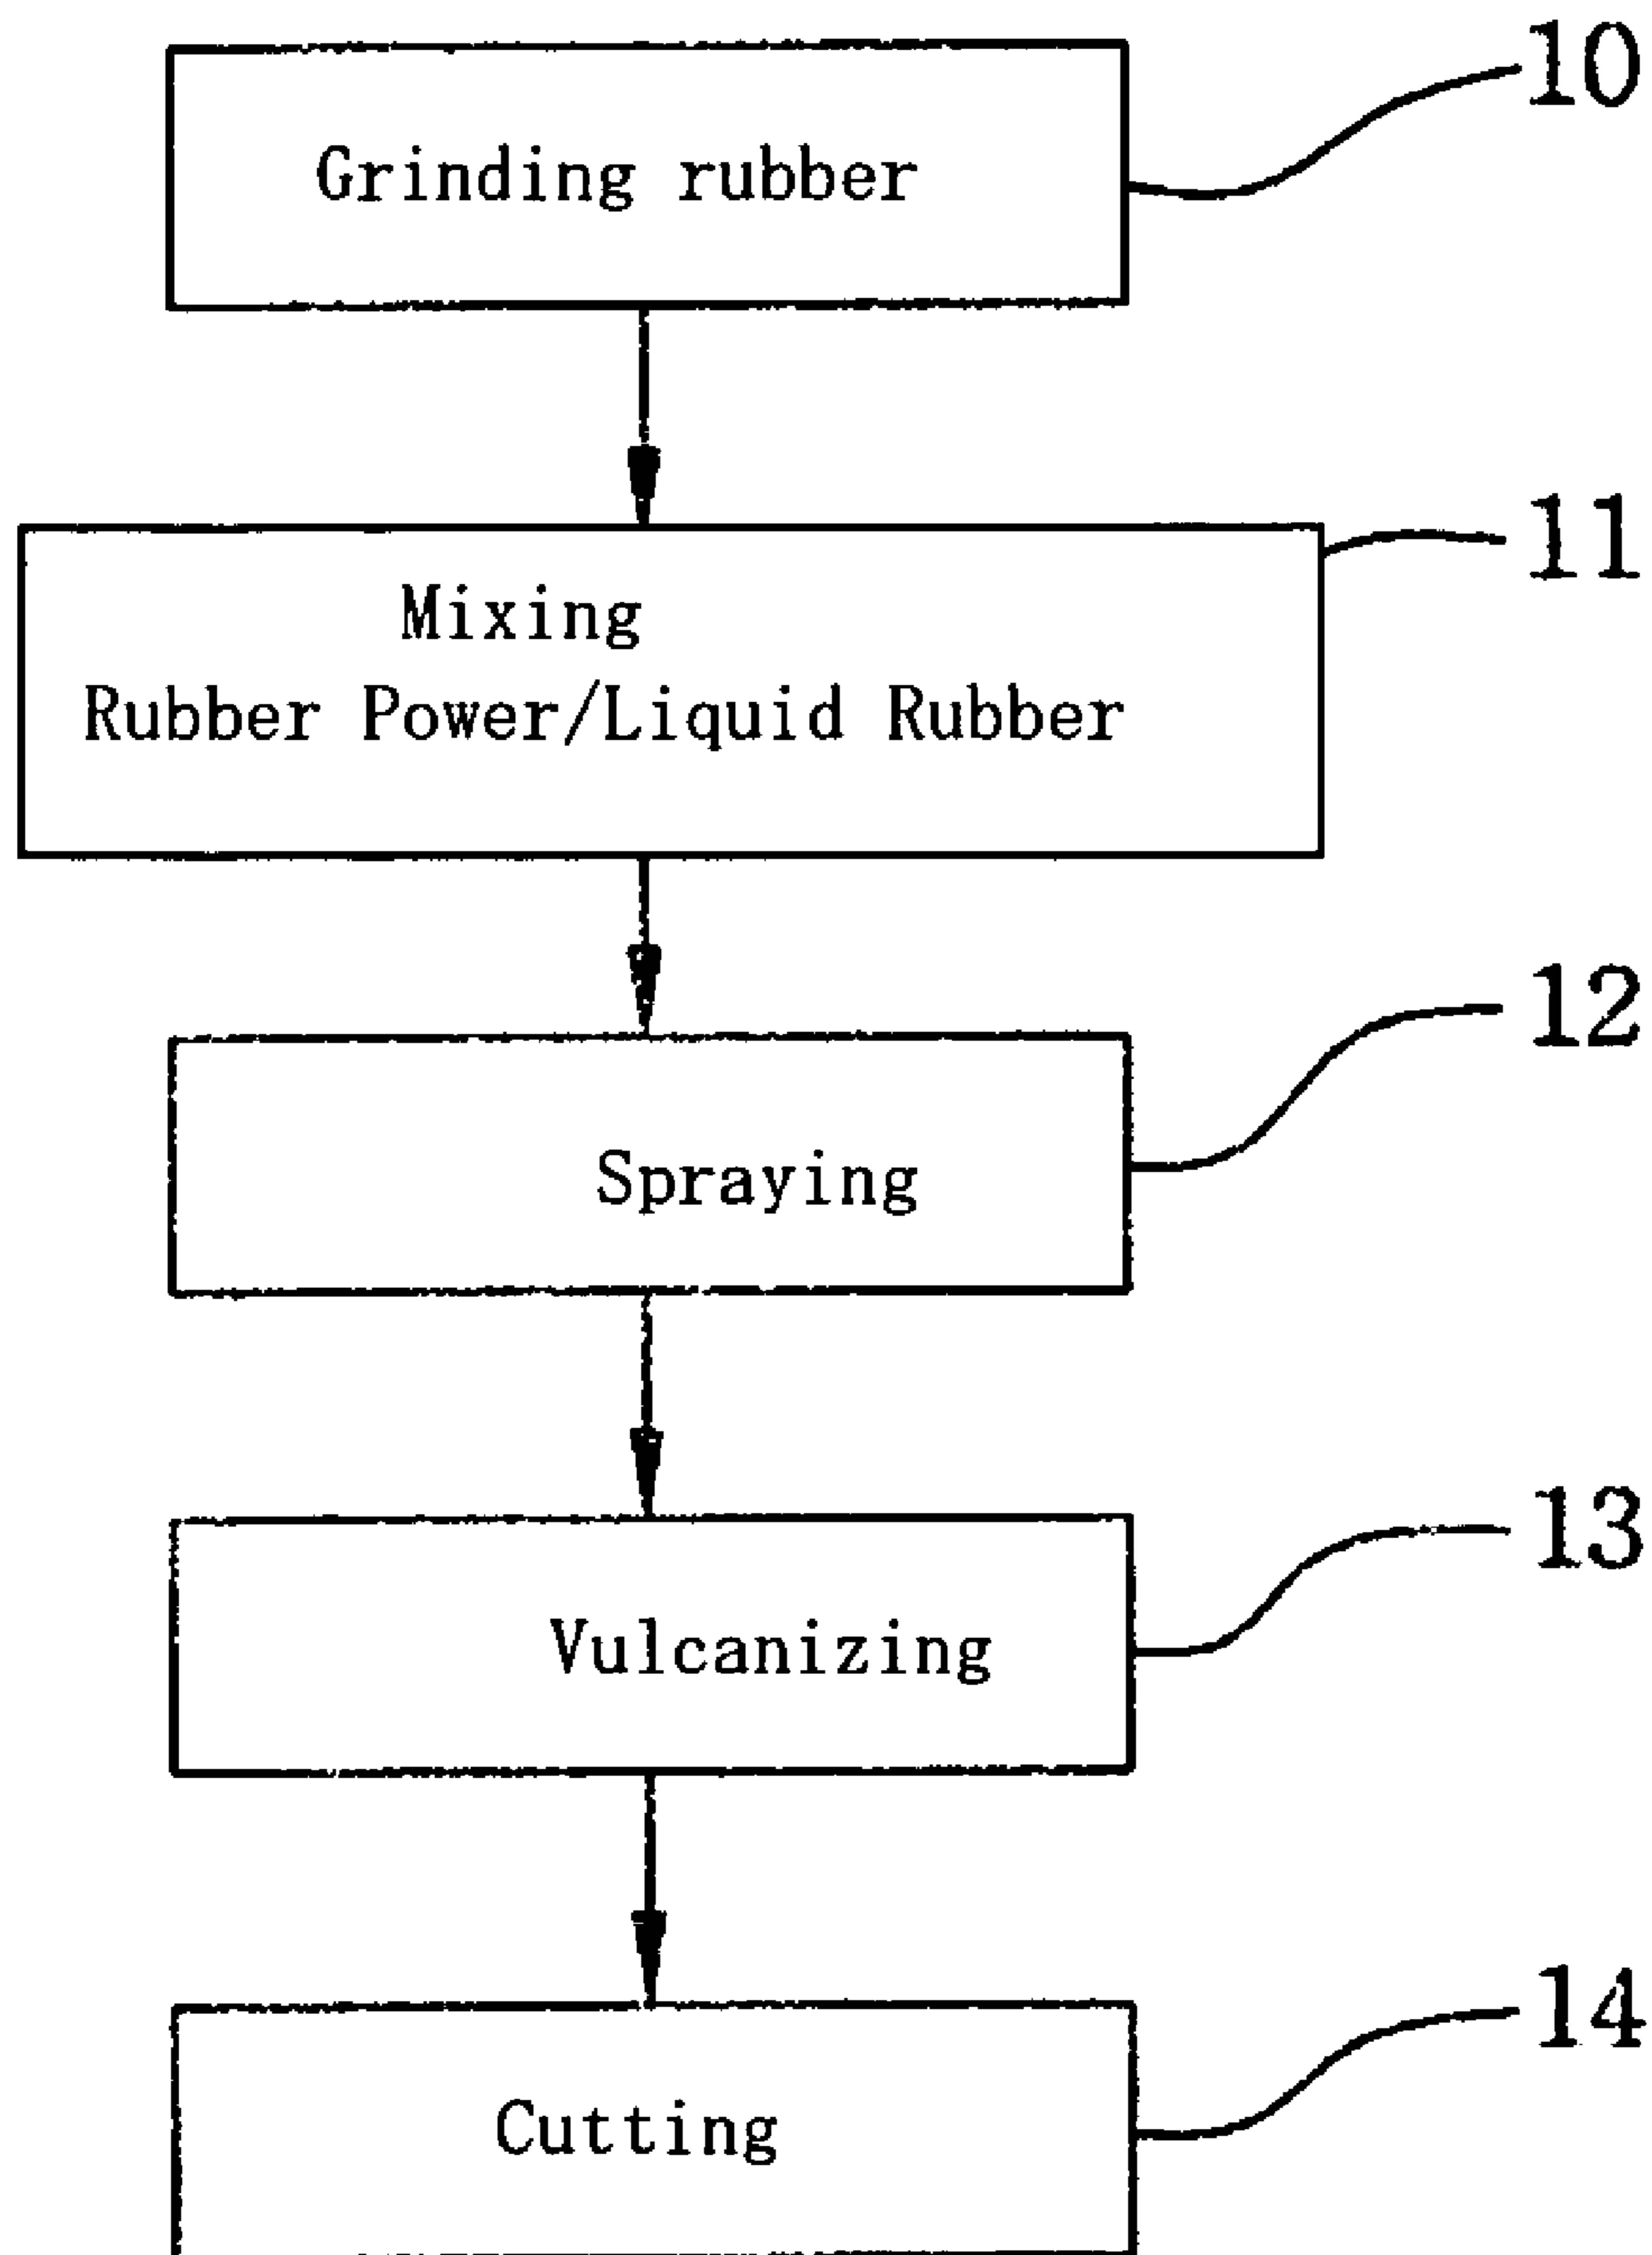 10
Grinding rubber
11
Mixing
Rubber Power/Liquid Rubber
12
Spraying
13
Vulcanizing
14
Cutting